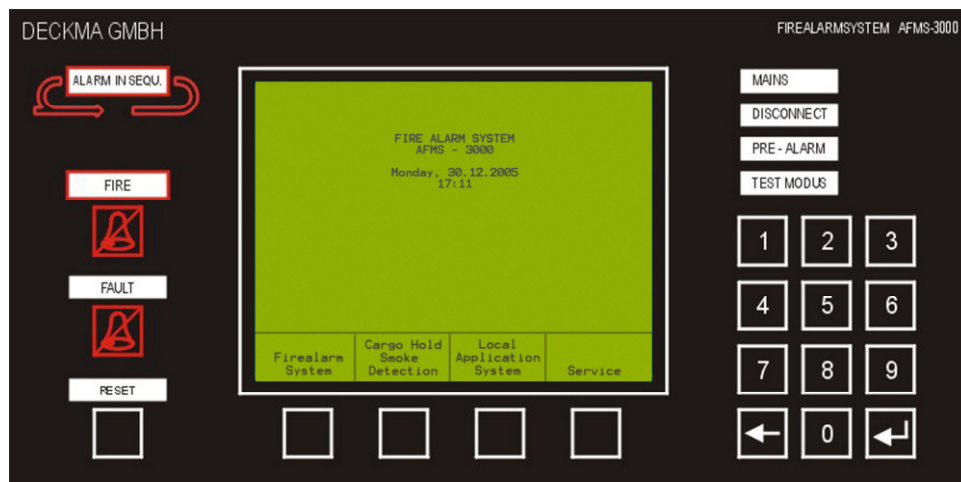 DECKMA GMBH
FIREALARMSYSTEM AFMS-3000
ALARM IN SEQU.
FIRE
FAULT
RESET
FIRE ALARM SYSTEM
AFMS - 3000
Monday, 30.12.2005
17:11
Firealarm
System
Cargo Hold
Smoke
Detection
Local
Application
System
Service
MAINS
DISCONNECT
PRE - ALARM
TEST MODUS
1 2 3
4 5 6
7 8 9
0